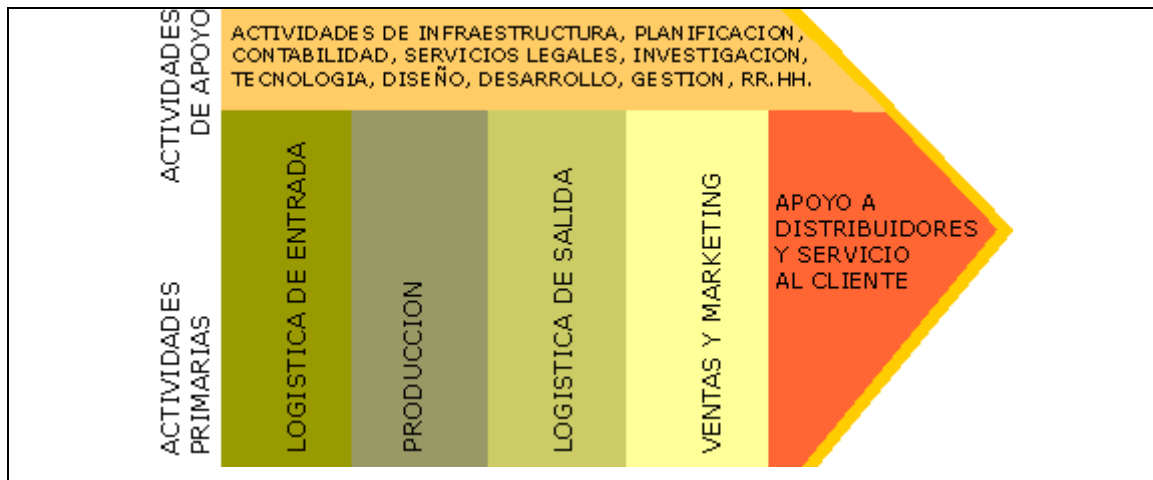 ACTIVIDADES
DE APOYO
ACTIVIDADES DE INFRAESTRUCTURA, PLANIFICACION,
CONTABILIDAD, SERVICIOS LEGALES, INVESTIGACION,
TECNOLOGIA, DISEÑO, DESARROLLO, GESTION, RR.HH.
ACTIVIDADES
PRIMARIAS
LOGISTICA DE ENTRADA
PRODUCCION
LOGISTICA DE SALIDA
VENTAS Y MARKETING
APOYO A
DISTRIBUIDORES
Y SERVICIO
AL CLIENTE